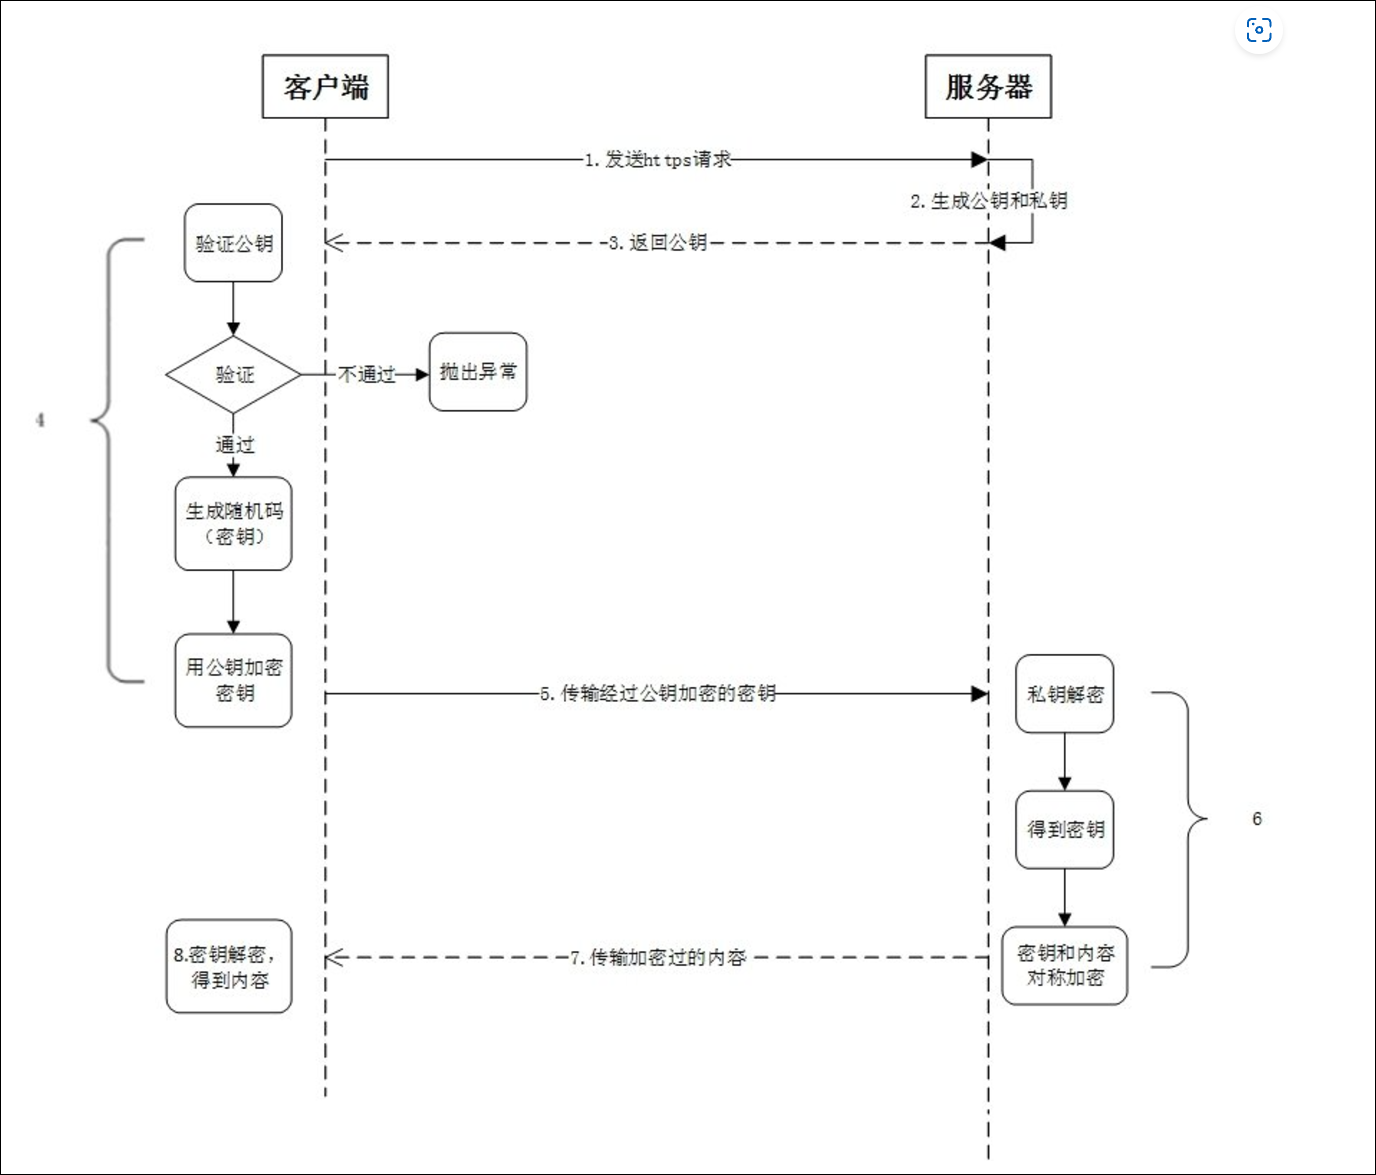 客户端
服务器
1.发送https请求
2.生成公钥和私钥
验证公钥
3.返回公钥
验证
不通过
抛出异常
4
通过
生成随机码
（密钥）
用公钥加密
密钥
5.传输经过公钥加密的密钥
私钥解密
6
得到密钥
8.密钥解密，
得到内容
7.传输加密过的内容
密钥和内容
对称加密